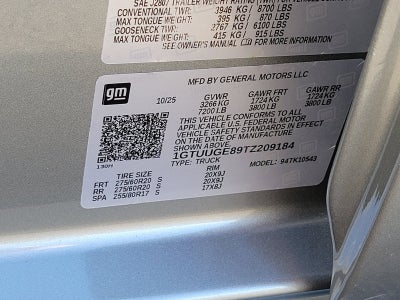 SAE J2807 TRAILER WEIGHT RATING (TWR)
CONVENTIONAL TWR: 3946 KG / 8700 LBS
MAX TONGUE WEIGHT: 395 KG / 870 LBS
GOOSENECK TWR: 2767 KG / 6100 LBS
MAX TONGUE WEIGHT: 415 KG / 915 LBS
SEE OWNER'S MANUAL FOR MORE INFORMATION
gm
MFD BY GENERAL MOTORS LLC
10/25 GVWR GAWR FRT GAWR RR
3266 KG 1724 KG 1724 KG
7200 LB 3800 LB 3800 LB
THIS VEHICLE CONFORMS TO ALL
APPLICABLE U.S. FEDERAL MOTOR
VEHICLE SAFETY STANDARDS IN EFFECT
ON THE DATE OF MANUFACTURE
1GTUUGE89TZ209184
TYPE: TRUCK MODEL: 94TK10543
TIRE SIZE RIM
FRT 275/60R20 S 20X9J
RR 275/60R20 S 20X9J
SPA 255/80R17 S 17X8J